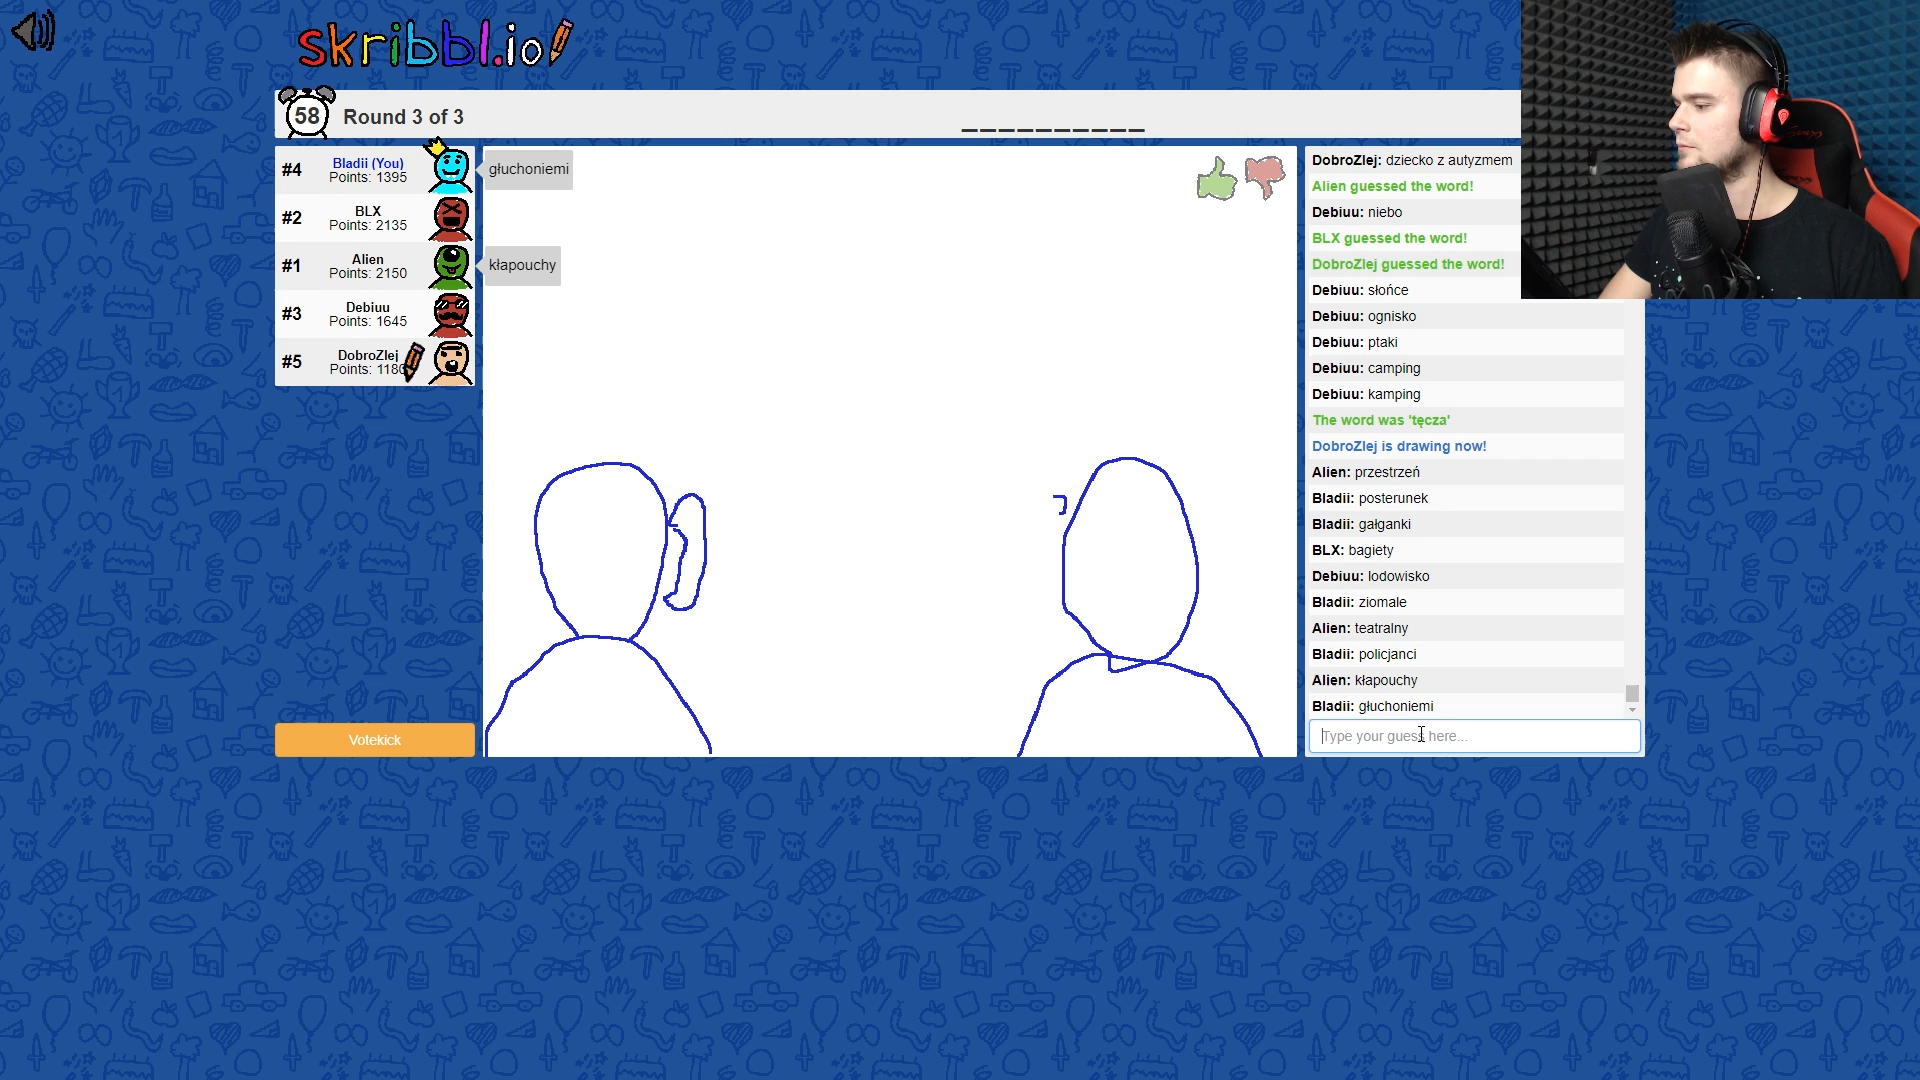 skribbl.io
58
Round 3 of 3
__________
#4
Bladii (You)
Points: 1395
#2
BLX
Points: 2135
#1
Alien
Points: 2150
#3
Debiuu
Points: 1645
#5
DobroZlej
Points: 1180
głuchoniemi
kłapouchy
Votekick
DobroZlej: dziecko z autyzmem
Alien guessed the word!
Debiuu: niebo
BLX guessed the word!
DobroZlej guessed the word!
Debiuu: słońce
Debiuu: ognisko
Debiuu: ptaki
Debiuu: camping
Debiuu: kamping
The word was 'tęcza'
DobroZlej is drawing now!
Alien: przestrzeń
Bladii: posterunek
Bladii: gałganki
BLX: bagiety
Debiuu: lodowisko
Bladii: ziomale
Alien: teatralny
Bladii: policjanci
Alien: kłapouchy
Bladii: głuchoniemi
Type your guess here...